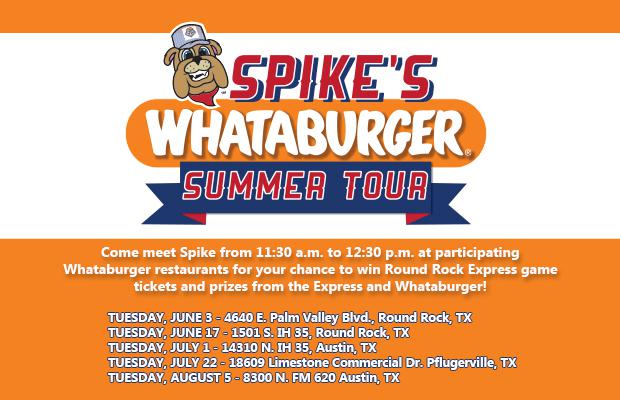 SPIKE'S
WHATABURGER®
SUMMER TOUR
Come meet Spike from 11:30 a.m. to 12:30 p.m. at participating
Whataburger restaurants for your chance to win Round Rock Express game
tickets and prizes from the Express and Whataburger!
TUESDAY, JUNE 3 - 4640 E. Palm Valley Blvd., Round Rock, TX
TUESDAY, JUNE 17 - 1501 S. IH 35, Round Rock, TX
TUESDAY, JULY 1 - 14310 N. IH 35, Austin, TX
TUESDAY, JULY 22 - 18609 Limestone Commercial Dr. Pflugerville, TX
TUESDAY, AUGUST 5 - 8300 N. FM 620 Austin, TX